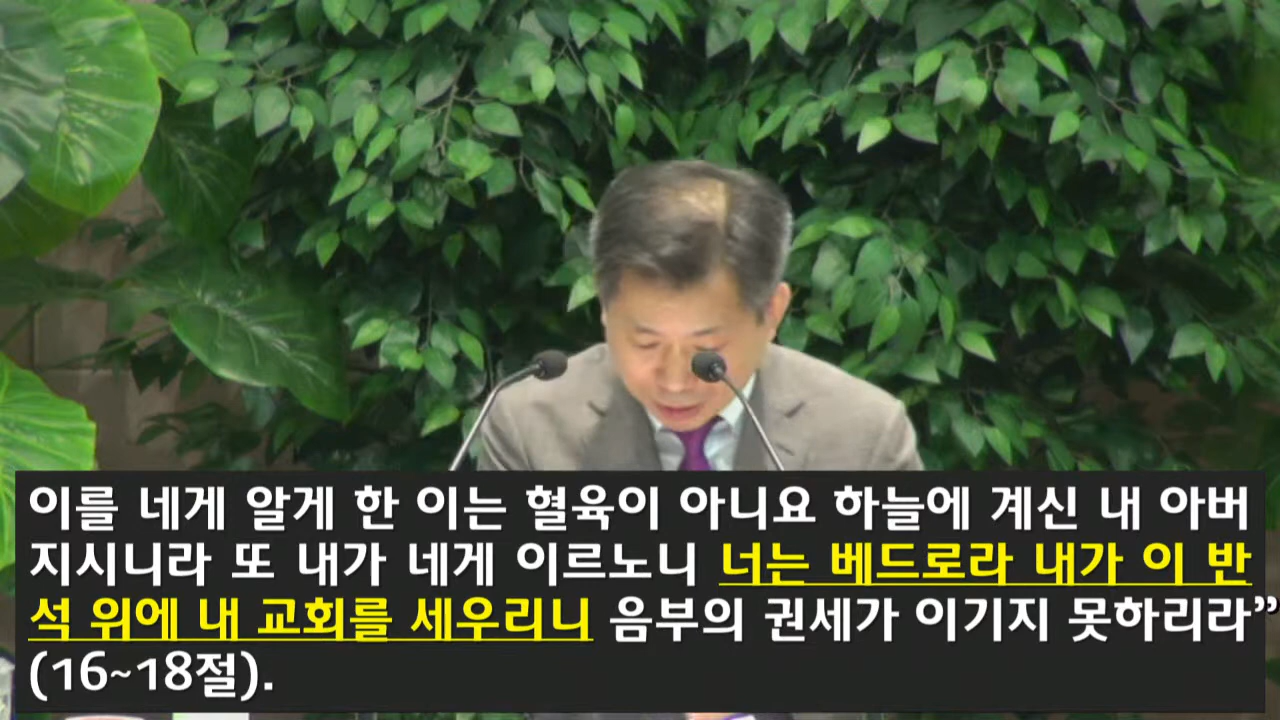 이를 네게 알게 한 이는 혈육이 아니요 하늘에 계신 내 아버
지시니라 또 내가 네게 이르노니 너는 베드로라 내가 이 반
석 위에 내 교회를 세우리니 음부의 권세가 이기지 못하리라”
(16~18절).